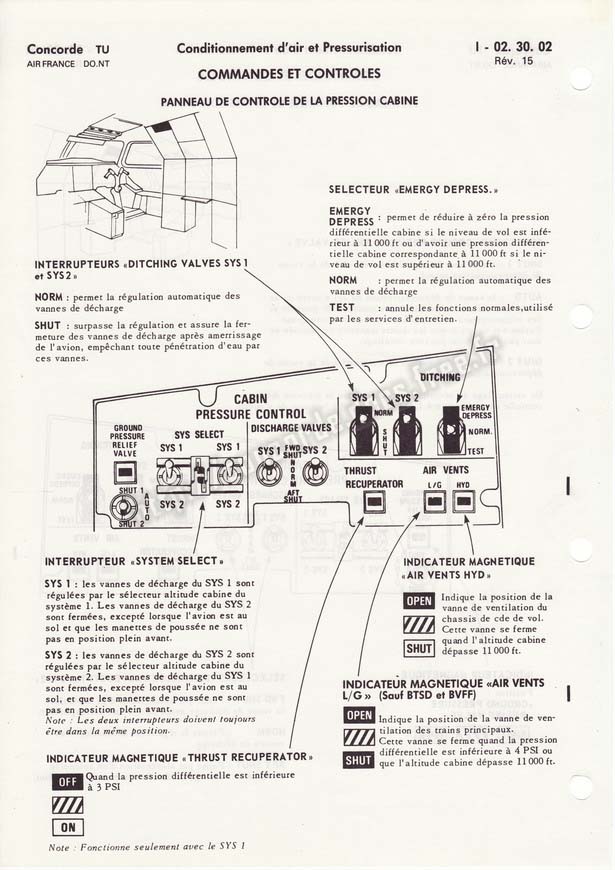 Concorde TU
AIR FRANCE DO.NT
Conditionnement d'air et Pressurisation
COMMANDES ET CONTROLES
I - 02. 30. 02
Rév. 15
PANNEAU DE CONTROLE DE LA PRESSION CABINE
SELECTEUR «EMERGY DEPRESS.»
EMERGY
DEPRESS : permet de réduire à zéro la pression
différentielle cabine si le niveau de vol est infé-
rieur à 11 000 ft ou d'avoir une pression différen-
tielle cabine correspondante à 11 000 ft si le ni-
veau de vol est supérieur à 11 000 ft.
NORM : permet la régulation automatique des
vannes de décharge
TEST : annule les fonctions normales,utilisé
par les services d'entretien.
INTERRUPTEURS «DITCHING VALVES SYS 1
et SYS 2»
NORM : permet la régulation automatique des
vannes de décharge
SHUT : surpasse la régulation et assure la fer-
meture des vannes de décharge après amerrissage
de l'avion, empêchant toute pénétration d'eau par
ces vannes.
CABIN
PRESSURE CONTROL
DITCHING
SYS 1 SYS 2
NORM
SHUT
EMERGY
DEPRESS
NORM.
TEST
GROUND
PRESSURE
RELIEF
VALVE
SHUT 1
AUTO
SHUT 2
SYS SELECT
SYS 1 SYS 1
SYS 2 SYS 2
DISCHARGE VALVES
SYS 1 FWD SHUT SYS 2
NORM
AFT
SHUT
THRUST
RECUPERATOR
AIR VENTS
L/G HYD
INTERRUPTEUR «SYSTEM SELECT»
SYS 1 : les vannes de décharge du SYS 1 sont
régulées par le sélecteur altitude cabine du
système 1. Les vannes de décharge du SYS 2
sont fermées, excepté lorsque l'avion est au
sol et que les manettes de poussée ne sont
pas en position plein avant.
SYS 2 : les vannes de décharge du SYS 2 sont
régulées par le sélecteur altitude cabine du
système 2. Les vannes de décharge du SYS 1
sont fermées, excepté lorsque l'avion est au
sol, et que les manettes de poussée ne sont
pas en position plein avant.
Note : Les deux interrupteurs doivent toujours
être dans la même position.
INDICATEUR MAGNETIQUE «THRUST RECUPERATOR»
OFF Quand la pression différentielle est inférieure
à 3 PSI
ON
Note : Fonctionne seulement avec le SYS 1
INDICATEUR MAGNETIQUE
«AIR VENTS HYD»
OPEN Indique la position de la
vanne de ventilation du
chassis de cde de vol.
Cette vanne se ferme
SHUT quand l'altitude cabine
dépasse 11 000 ft.
INDICATEUR MAGNETIQUE «AIR VENTS
L/G » (Sauf BTSD et BVFF)
OPEN Indique la position de la vanne de ven-
tilation des trains principaux.
Cette vanne se ferme quand la pression
SHUT différentielle est inférieure à 4 PSI ou
que l'altitude cabine dépasse 11 000 ft.